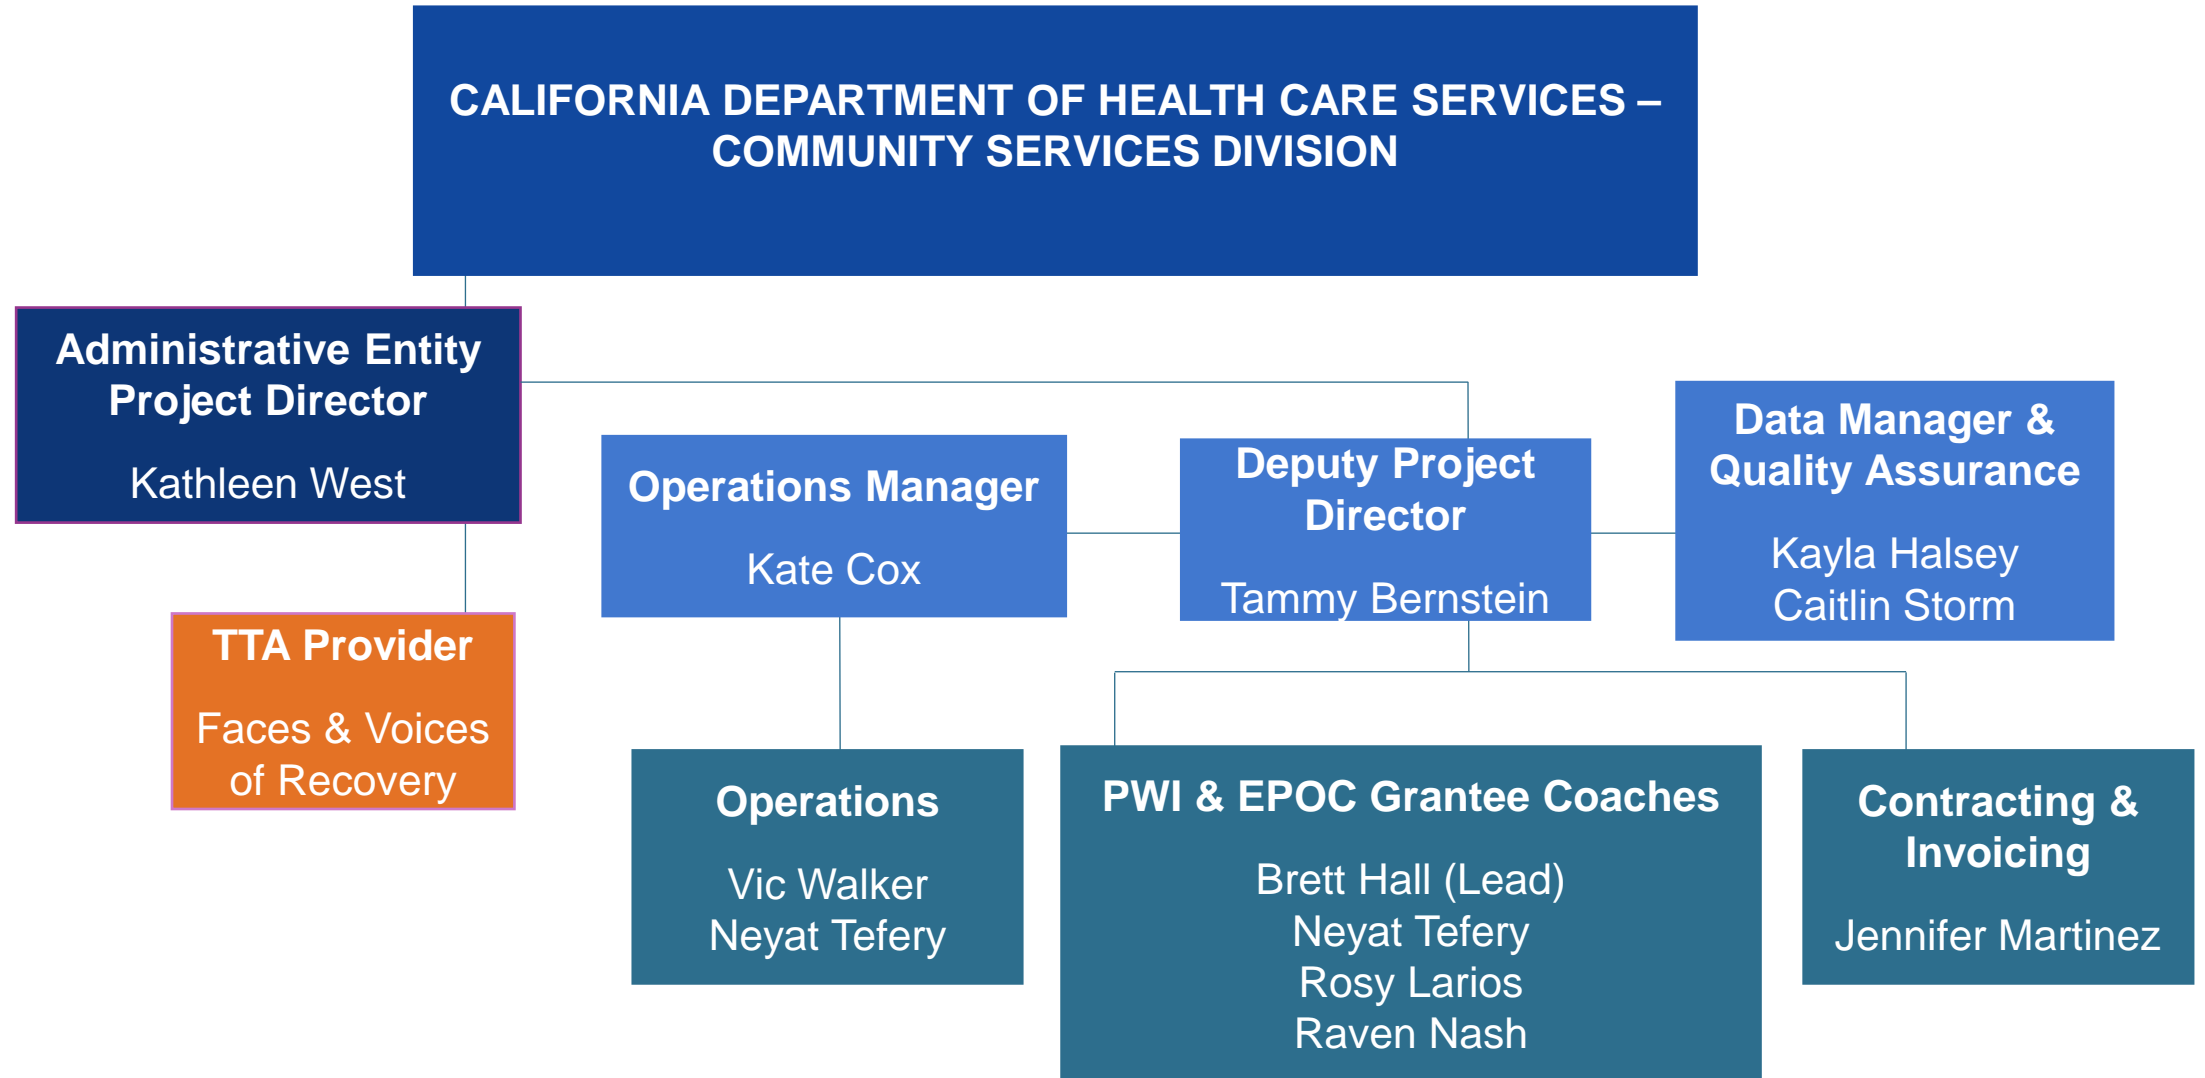 CALIFORNIA DEPARTMENT OF HEALTH CARE SERVICES –
COMMUNITY SERVICES DIVISION
Administrative Entity
Project Director
Kathleen West
TTA Provider
Faces & Voices
of Recovery
Operations Manager
Kate Cox
Deputy Project
Director
Tammy Bernstein
Data Manager &
Quality Assurance
Kayla Halsey
Caitlin Storm
Operations
Vic Walker
Neyat Tefery
PWI & EPOC Grantee Coaches
Brett Hall (Lead)
Neyat Tefery
Rosy Larios
Raven Nash
Contracting &
Invoicing
Jennifer Martinez